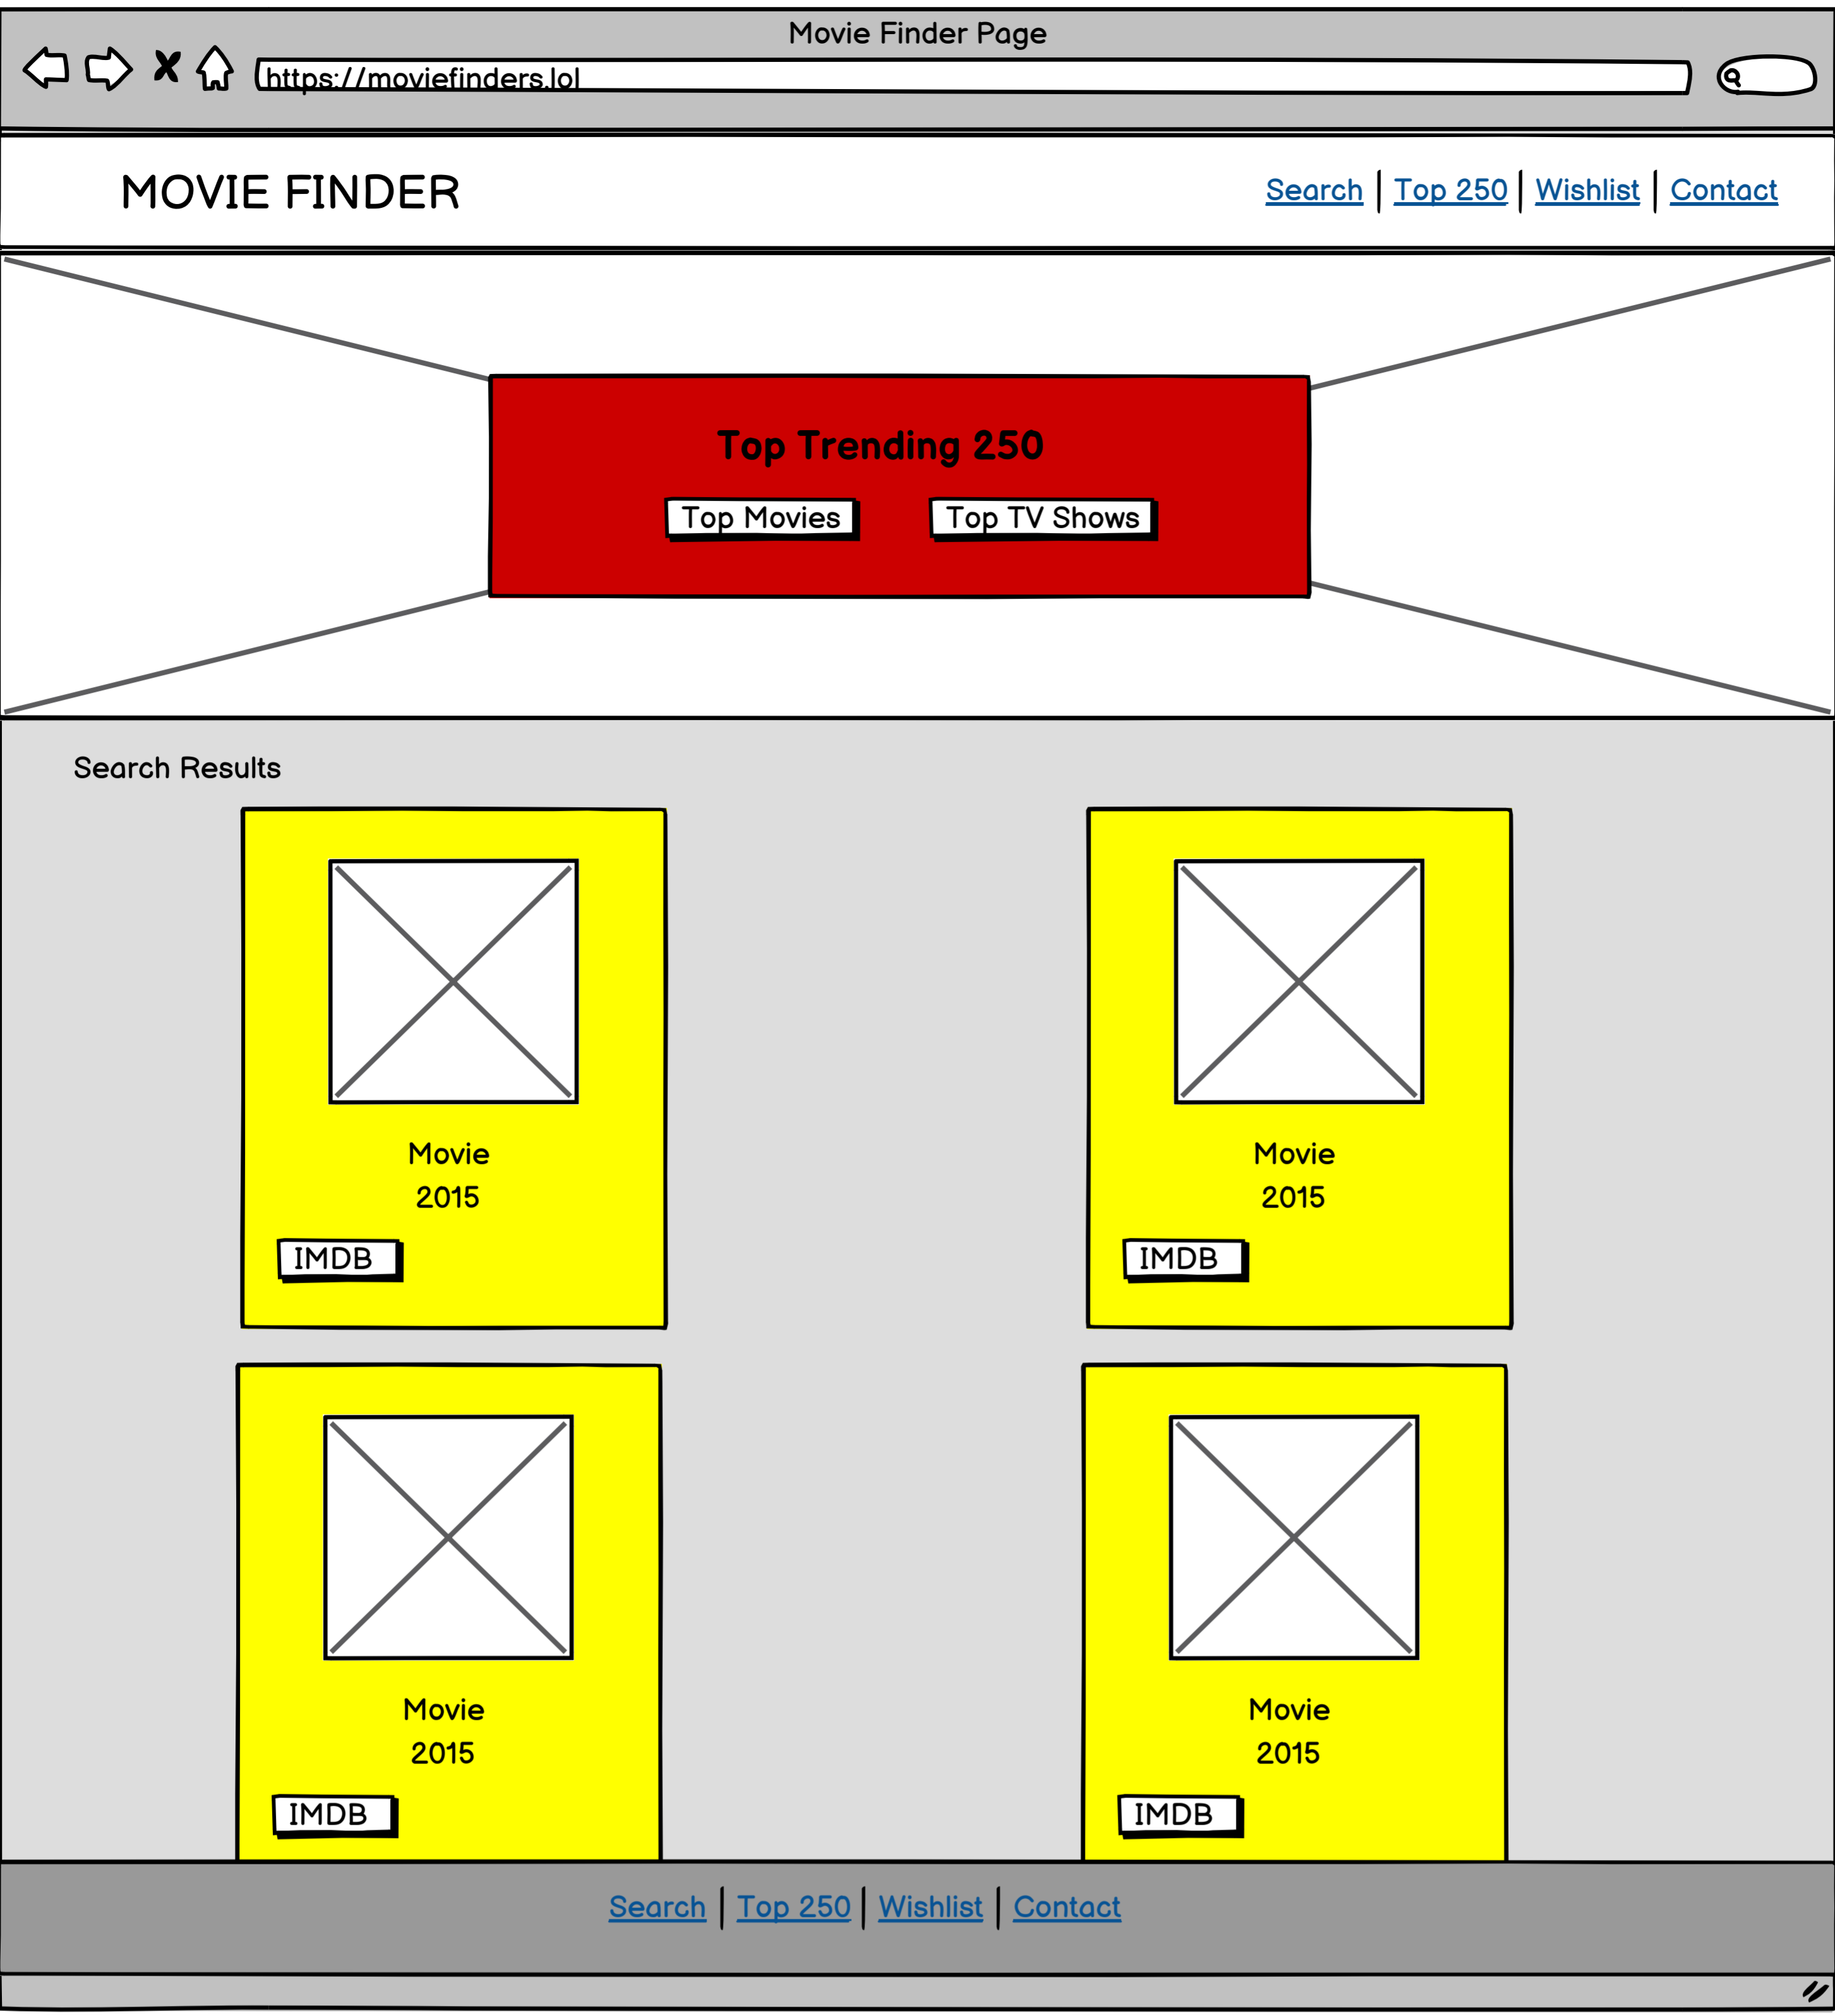 Movie Finder Page
https://moviefinders.lol
MOVIE FINDER
Search | Top 250 | Wishlist | Contact
Top Trending 250
Top Movies
Top TV Shows
Search Results
Movie
2015
IMDB
Movie
2015
IMDB
Movie
2015
IMDB
Movie
2015
IMDB
Search | Top 250 | Wishlist | Contact